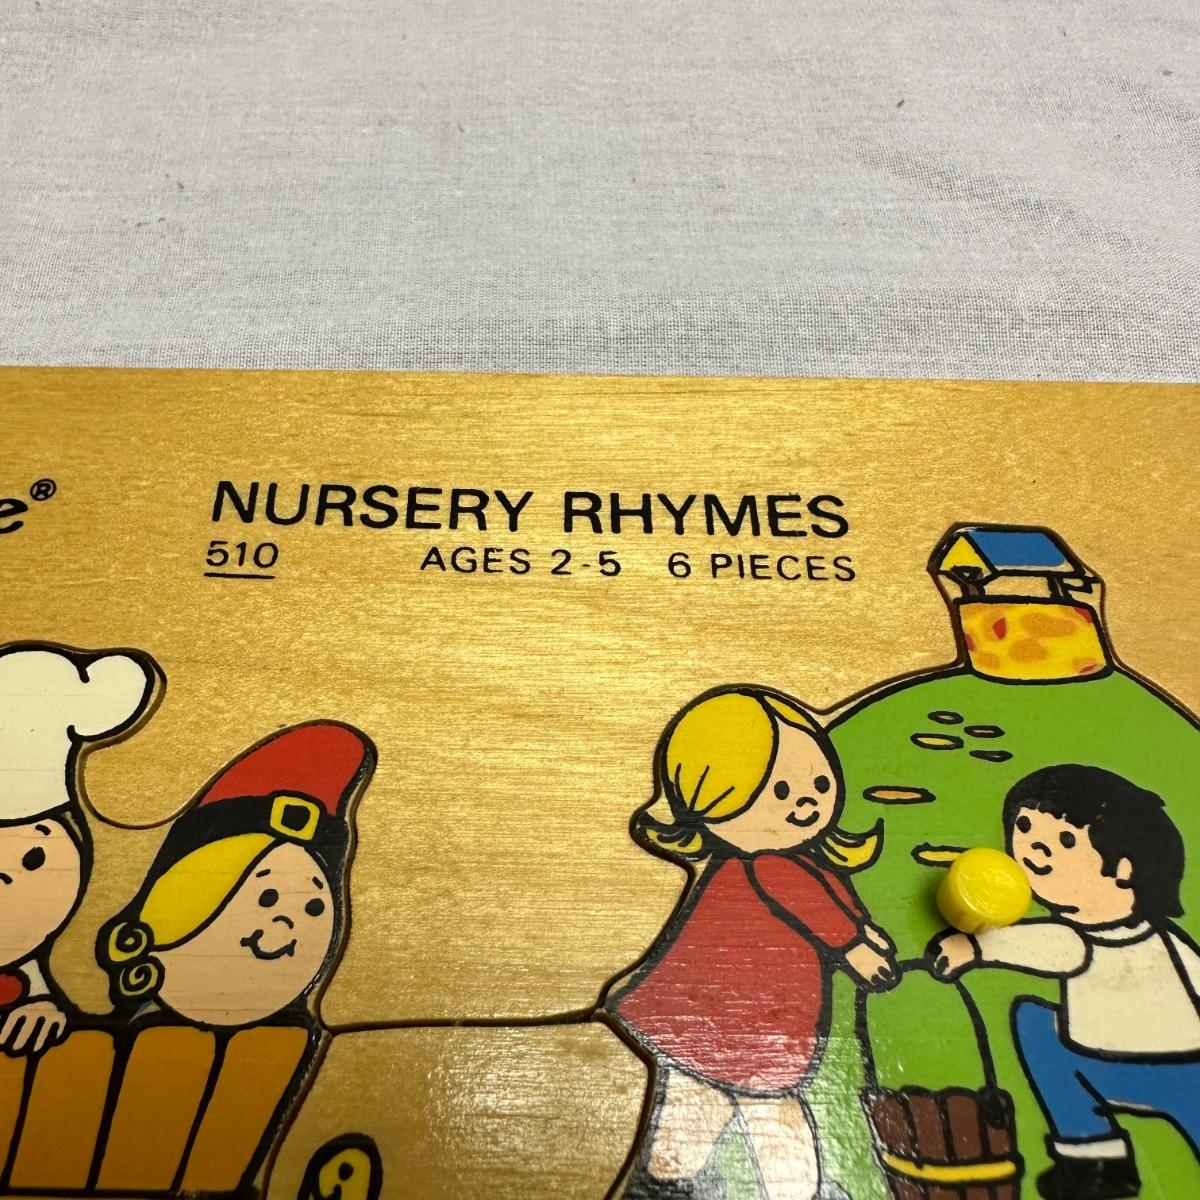 NURSERY RHYMES
510 AGES 2-5 6 PIECES